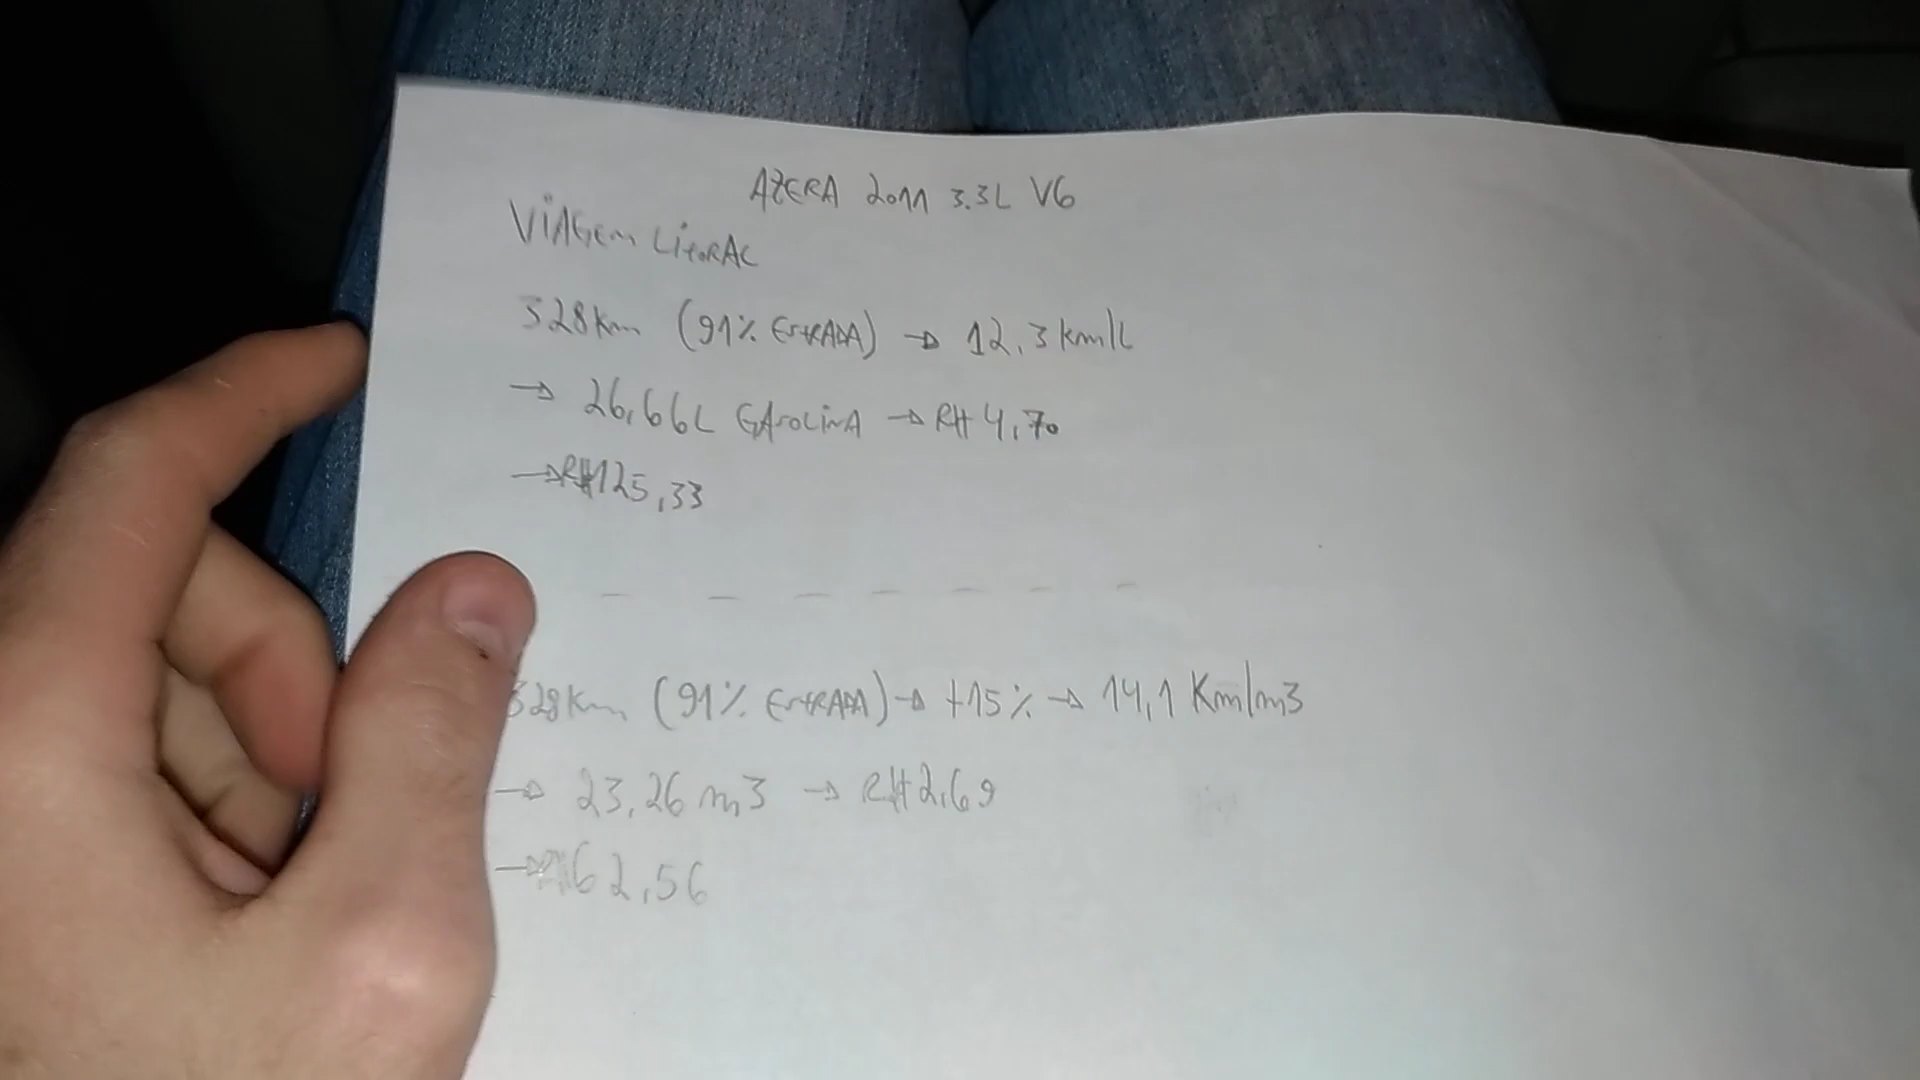 AZERA 2011 3.3L V6
ViAGem LitoRAL
328Km (91% EstRADA) → 12,3 km/L
→ 26,66L GAsoLinA → R$ 4,70
→R$125,33
328Km (91% EstRADA) → +15% → 14,1 Km/m3
→ 23,26 m3 → R$ 2,69
→R$62,56